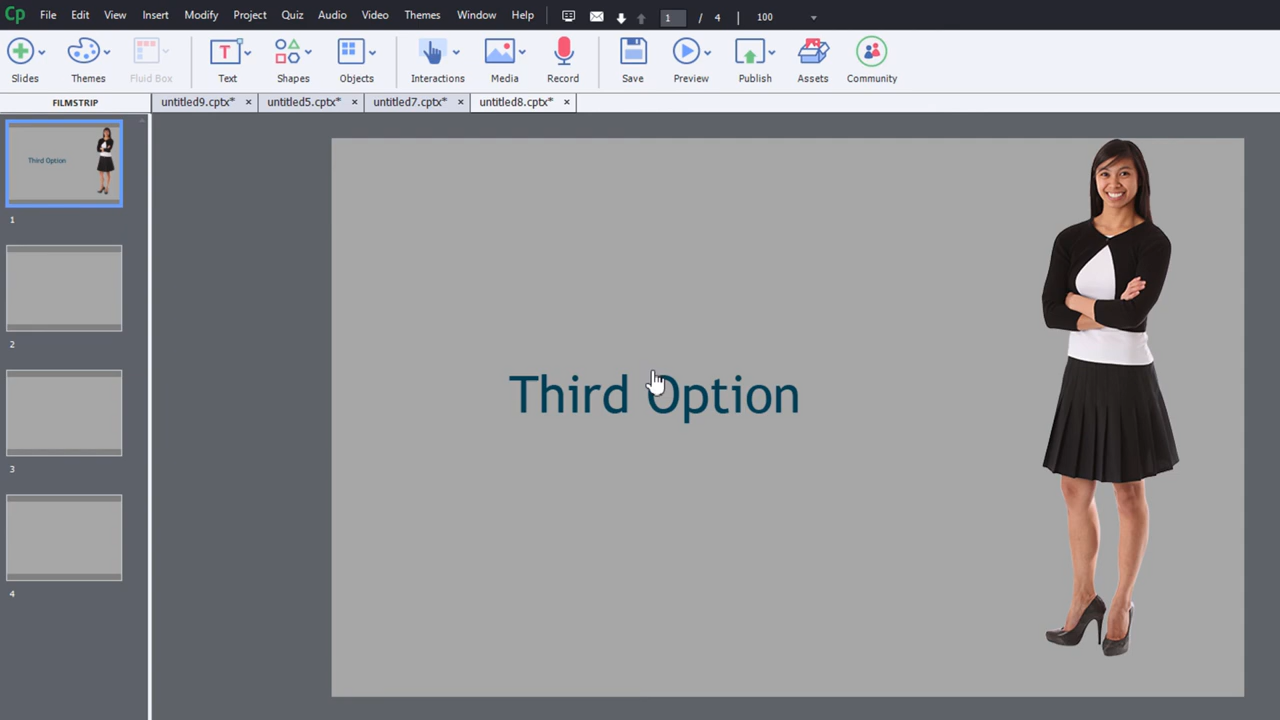 Cp File Edit View Insert Modify Project Quiz Audio Video Themes Window Help 1 / 4 100
Slides Themes Fluid Box Text Shapes Objects Interactions Media Record Save Preview Publish Assets Community
FILMSTRIP untitled9.cptx* × untitled5.cptx* × untitled7.cptx* × untitled8.cptx* ×
Third Option
1
2
3
4
Third Option